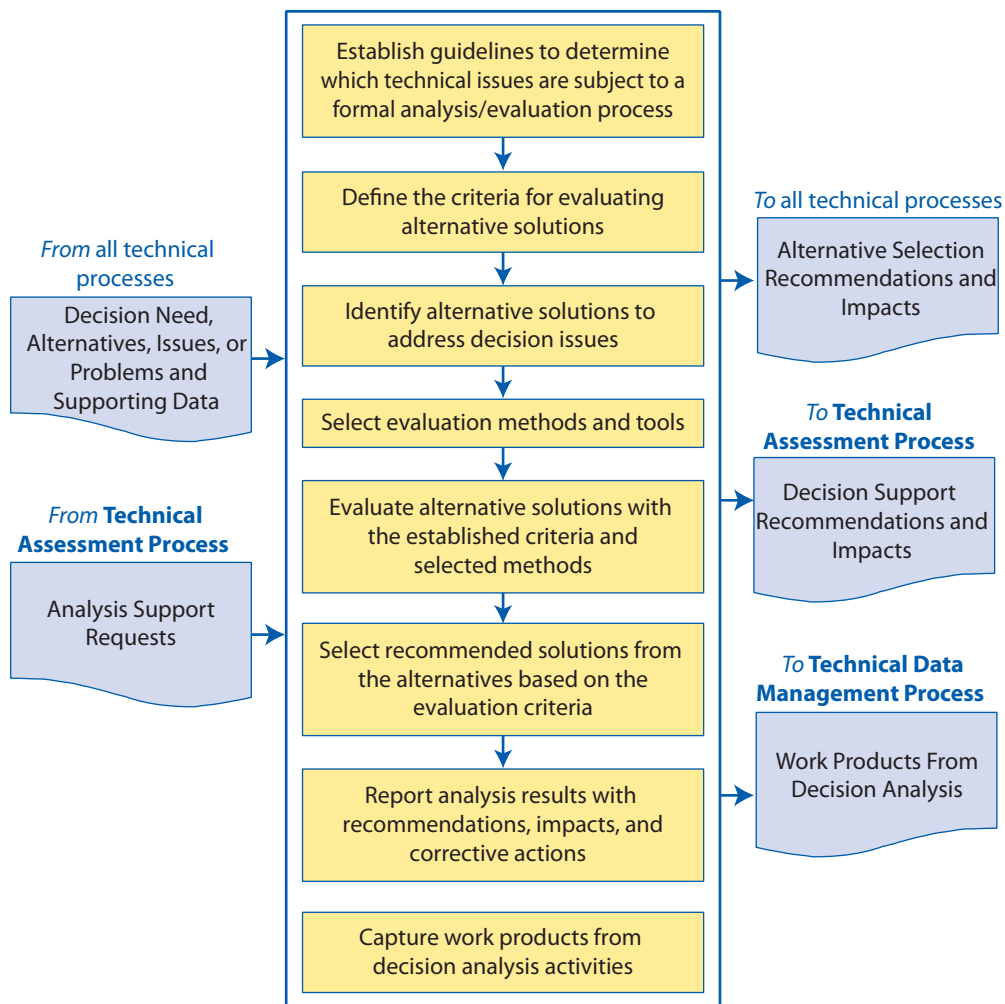 Establish guidelines to determine
which technical issues are subject to a
formal analysis/evaluation process
Define the criteria for evaluating
alternative solutions
Identify alternative solutions to
address decision issues
Select evaluation methods and tools
Evaluate alternative solutions with
the established criteria and
selected methods
Select recommended solutions from
the alternatives based on the
evaluation criteria
Report analysis results with
recommendations, impacts, and
corrective actions
Capture work products from
decision analysis activities
From all technical
processes
Decision Need,
Alternatives, Issues, or
Problems and
Supporting Data
From Technical
Assessment Process
Analysis Support
Requests
To all technical processes
Alternative Selection
Recommendations and
Impacts
To Technical
Assessment Process
Decision Support
Recommendations and
Impacts
To Technical Data
Management Process
Work Products From
Decision Analysis